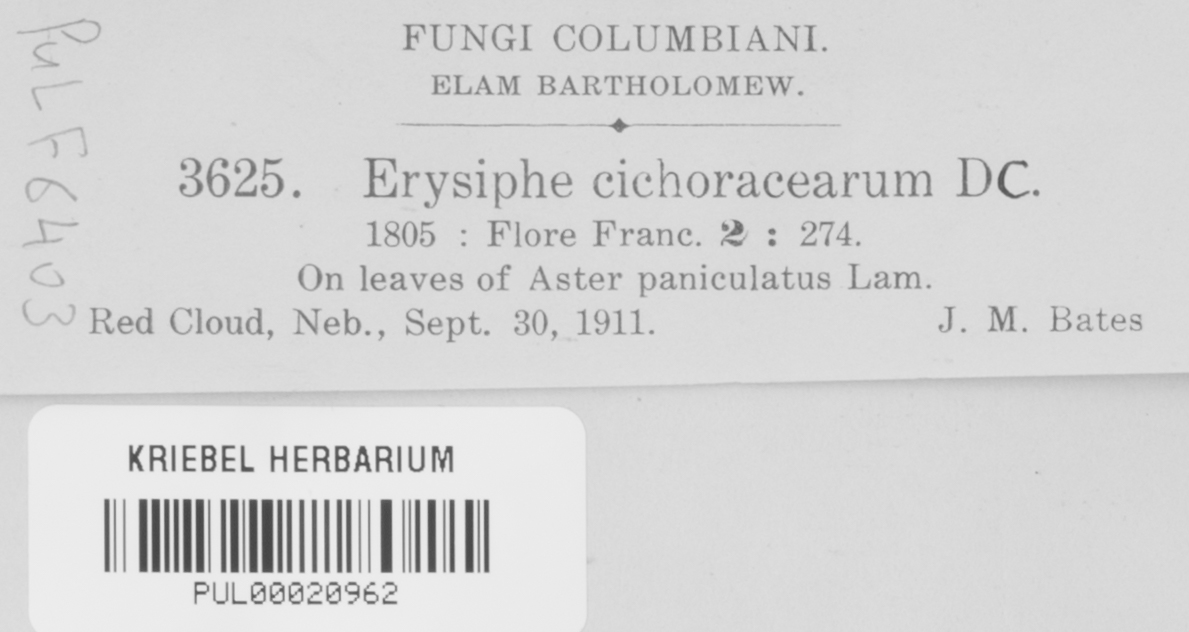 FUNGI COLUMBIANI.
ELAM BARTHOLOMEW.
3625. Erysiphe cichoracearum DC.
1805 : Flore Franc. 2 : 274.
On leaves of Aster paniculatus Lam.
Red Cloud, Neb., Sept. 30, 1911. J. M. Bates
PUL F6403
KRIEBEL HERBARIUM
PUL00020962